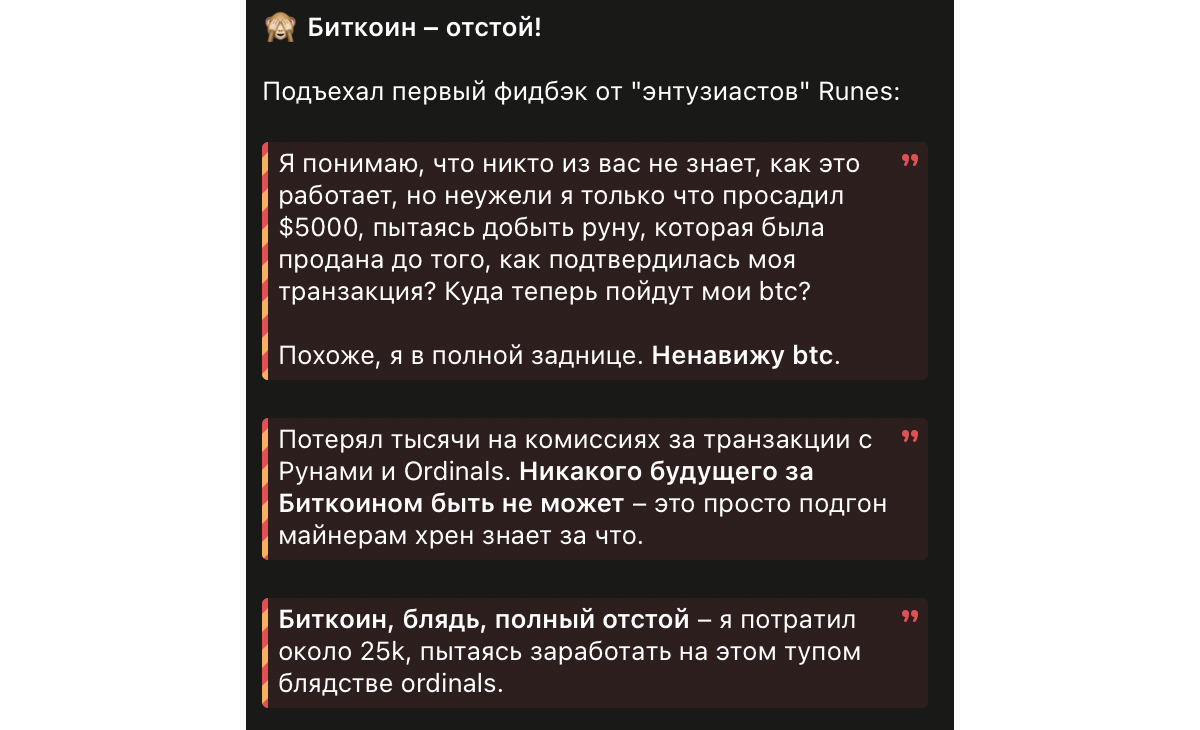 🙈 Биткоин – отстой!
Подъехал первый фидбэк от "энтузиастов" Runes:
Я понимаю, что никто из вас не знает, как это
работает, но неужели я только что просадил
$5000, пытаясь добыть руну, которая была
продана до того, как подтвердилась моя
транзакция? Куда теперь пойдут мои btc?
Похоже, я в полной заднице. Ненавижу btc.
Потерял тысячи на комиссиях за транзакции с
Рунами и Ordinals. Никакого будущего за
Биткоином быть не может – это просто подгон
майнерам хрен знает за что.
Биткоин, блядь, полный отстой – я потратил
около 25k, пытаясь заработать на этом тупом
блядстве ordinals.